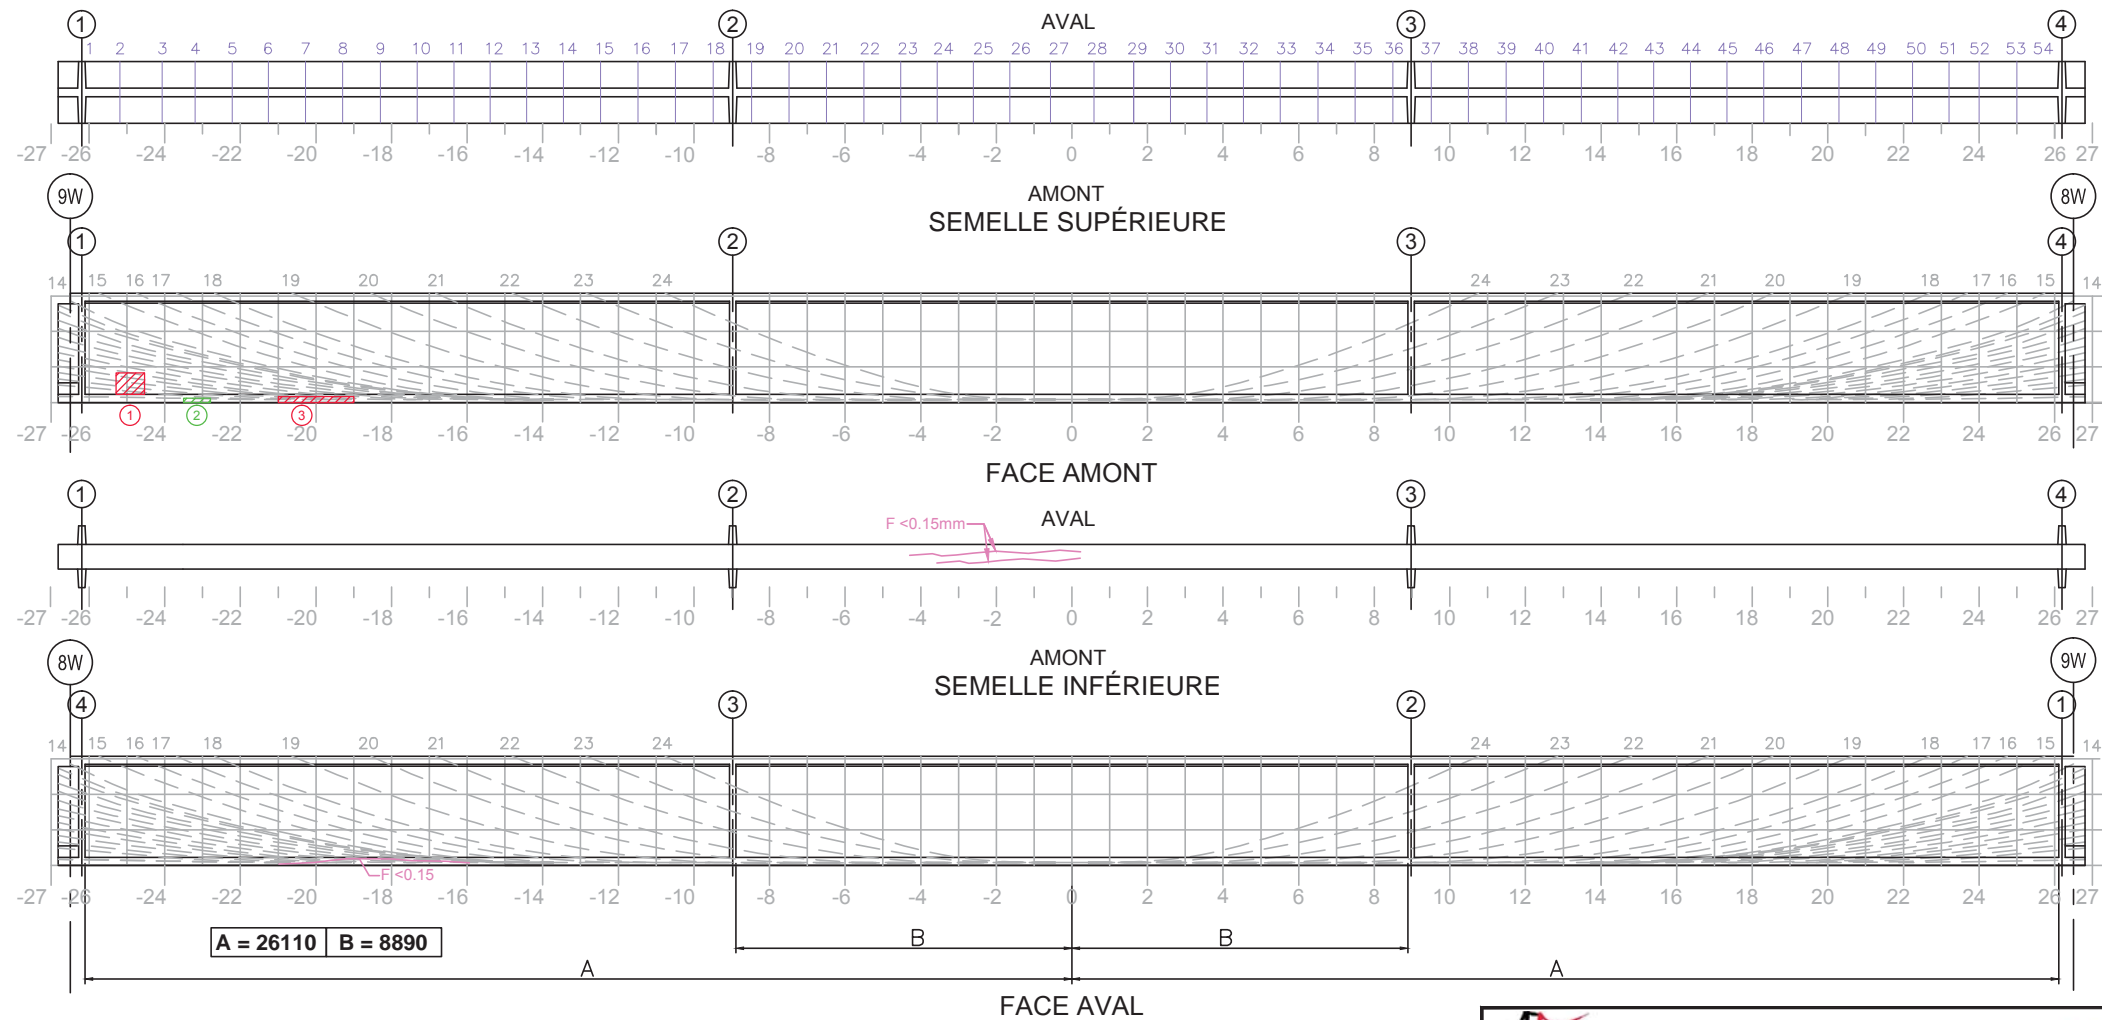 1 2 AVAL 3 4
1 2 3 4 5 6 7 8 9 10 11 12 13 14 15 16 17 18 19 20 21 22 23 24 25 26 27 28 29 30 31 32 33 34 35 36 37 38 39 40 41 42 43 44 45 46 47 48 49 50 51 52 53 54
-27 -26 -24 -22 -20 -18 -16 -14 -12 -10 -8 -6 -4 -2 0 2 4 6 8 10 12 14 16 18 20 22 24 26 27
9W AMONT 8W
SEMELLE SUPÉRIEURE
1 2 3 4
14 15 16 17 18 19 20 21 22 23 24 24 23 22 21 20 19 18 17 16 15 14
1 2 3
-27 -26 -24 -22 -20 -18 -16 -14 -12 -10 -8 -6 -4 -2 0 2 4 6 8 10 12 14 16 18 20 22 24 26 27
FACE AMONT
1 2 3 4
F <0.15mm AVAL
-27 -26 -24 -22 -20 -18 -16 -14 -12 -10 -8 -6 -4 -2 0 2 4 6 8 10 12 14 16 18 20 22 24 26 27
8W AMONT 9W
SEMELLE INFÉRIEURE
4 3 2 1
14 15 16 17 18 19 20 21 22 23 24 24 23 22 21 20 19 18 17 16 15 14
F <0.15
-27 -26 -24 -22 -20 -18 -16 -14 -12 -10 -8 -6 -4 -2 0 2 4 6 8 10 12 14 16 18 20 22 24 26 27
A = 26110 B = 8890 B B
A A
FACE AVAL